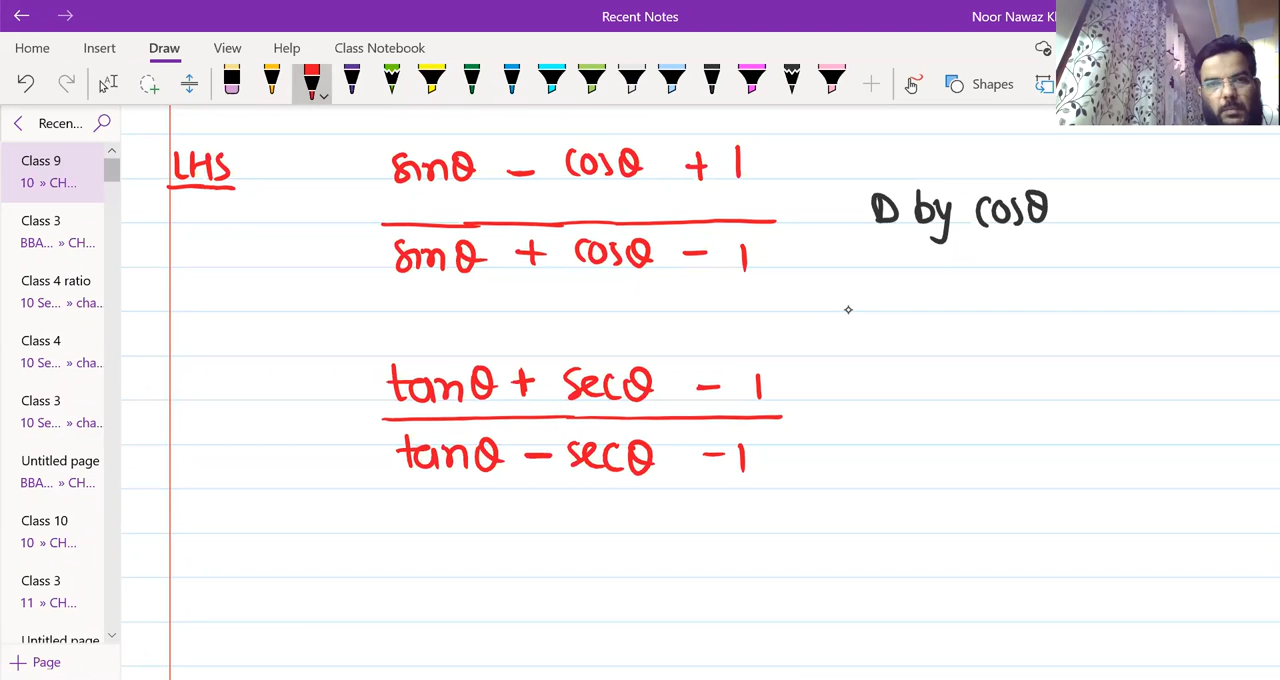 Recent Notes
Noor Nawaz Kh
Home Insert Draw View Help Class Notebook
Shapes
Recen...
Class 9
10 » CH...
Class 3
BBA... » CH...
Class 4 ratio
10 Se... » cha...
Class 4
10 Se... » cha...
Class 3
10 Se... » cha...
Untitled page
BBA... » CH...
Class 10
10 » CH...
Class 3
11 » CH...
Untitled page
Page
LHS
sinθ - cosθ + 1
sinθ + cosθ - 1
D by cosθ
tanθ + secθ - 1
tanθ - secθ - 1